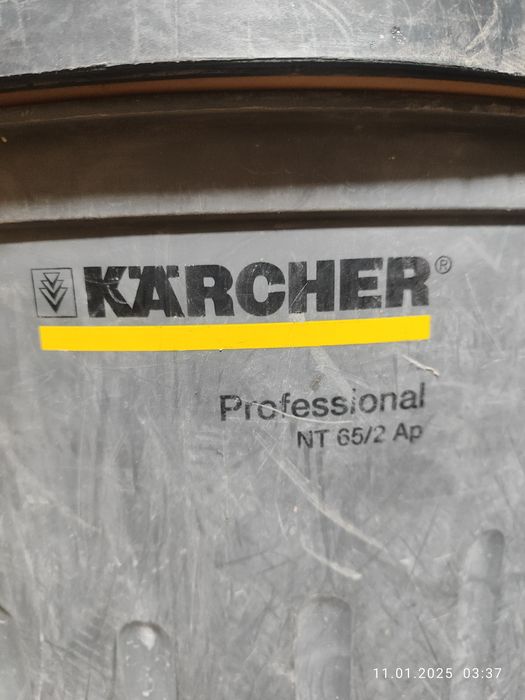 KÄRCHER®
Professional
NT 65/2 Ap
11.01.2025 03:37